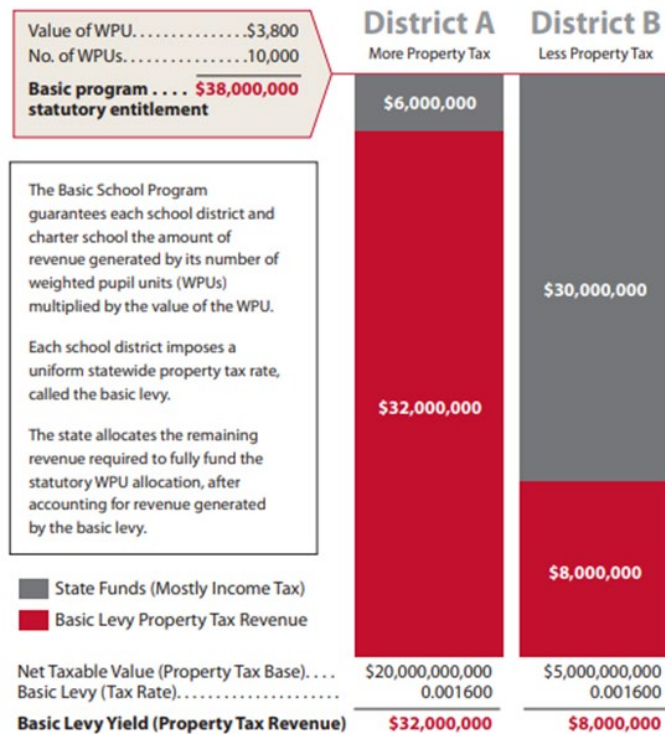 Value of WPU...............$3,800
No. of WPUs................10,000
Basic program .... $38,000,000
statutory entitlement
District A
More Property Tax
District B
Less Property Tax
$6,000,000
$32,000,000
$30,000,000
$8,000,000
The Basic School Program
guarantees each school district and
charter school the amount of
revenue generated by its number of
weighted pupil units (WPUs)
multiplied by the value of the WPU.
Each school district imposes a
uniform statewide property tax rate,
called the basic levy.
The state allocates the remaining
revenue required to fully fund the
statutory WPU allocation, after
accounting for revenue generated
by the basic levy.
State Funds (Mostly Income Tax)
Basic Levy Property Tax Revenue
Net Taxable Value (Property Tax Base).... $20,000,000,000 $5,000,000,000
Basic Levy (Tax Rate)..................... 0.001600 0.001600
Basic Levy Yield (Property Tax Revenue) $32,000,000 $8,000,000